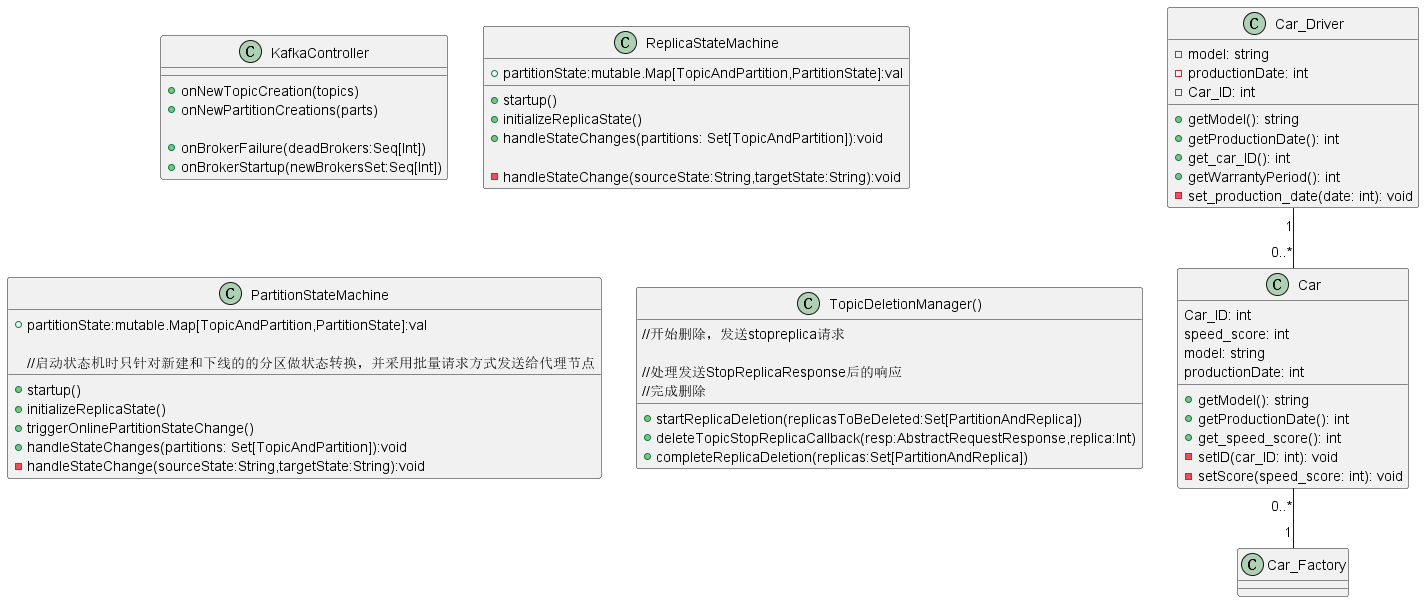 C KafkaController
onNewTopicCreation(topics)
onNewPartitionCreations(parts)
onBrokerFailure(deadBrokers:Seq[Int])
onBrokerStartup(newBrokersSet:Seq[Int])
C ReplicaStateMachine
partitionState:mutable.Map[TopicAndPartition,PartitionState]:val
startup()
initializeReplicaState()
handleStateChanges(partitions: Set[TopicAndPartition]):void
handleStateChange(sourceState:String,targetState:String):void
C Car_Driver
model: string
productionDate: int
Car_ID: int
getModel(): string
getProductionDate(): int
get_car_ID(): int
getWarrantyPeriod(): int
set_production_date(date: int): void
1
0..*
C PartitionStateMachine
partitionState:mutable.Map[TopicAndPartition,PartitionState]:val
//启动状态机时只针对新建和下线的的分区做状态转换，并采用批量请求方式发送给代理节点
startup()
initializeReplicaState()
triggerOnlinePartitionStateChange()
handleStateChanges(partitions: Set[TopicAndPartition]):void
handleStateChange(sourceState:String,targetState:String):void
C TopicDeletionManager()
//开始删除，发送stopreplica请求
//处理发送StopReplicaResponse后的响应
//完成删除
startReplicaDeletion(replicasToBeDeleted:Set[PartitionAndReplica])
deleteTopicStopReplicaCallback(resp:AbstractRequestResponse,replica:Int)
completeReplicaDeletion(replicas:Set[PartitionAndReplica])
C Car
Car_ID: int
speed_score: int
model: string
productionDate: int
getModel(): string
getProductionDate(): int
get_speed_score(): int
setID(car_ID: int): void
setScore(speed_score: int): void
0..*
1
C Car_Factory